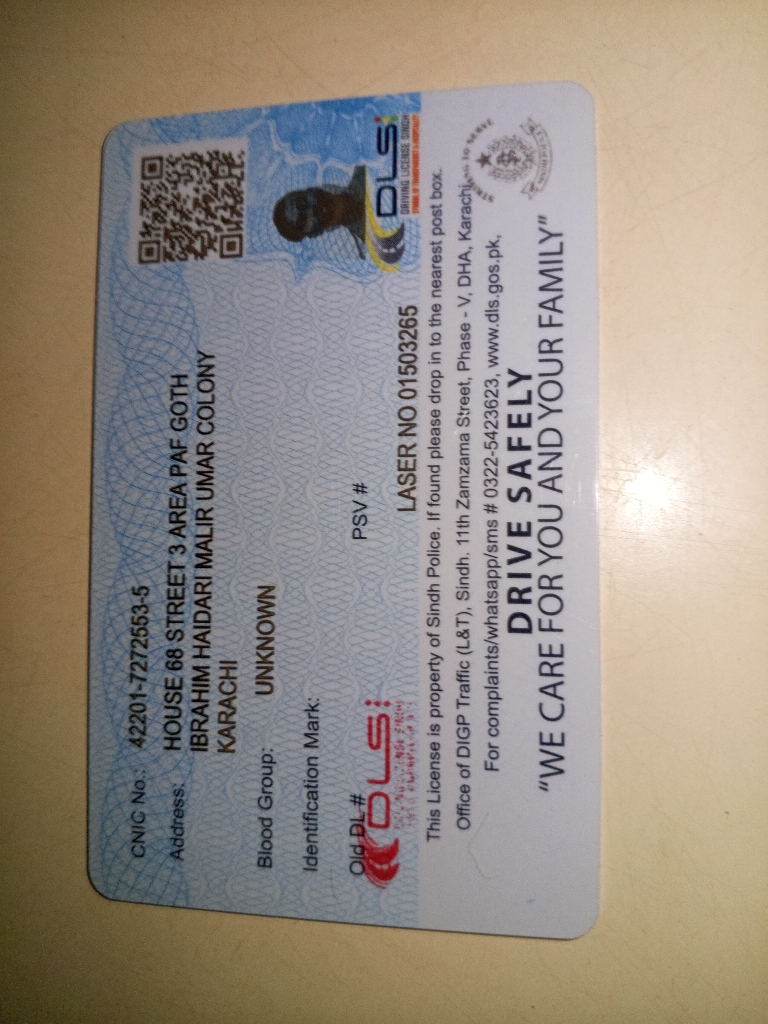 CNIC No.: 42201-7272553-5
Address: HOUSE 68 STREET 3 AREA PAF GOTH
IBRAHIM HAIDARI MALIR UMAR COLONY
KARACHI
Blood Group: UNKNOWN
Identification Mark:
Old DL # PSV #
DLS
DRIVING LICENSE SINDH
DLS
LASER NO 01503265
This License is property of Sindh Police. If found please drop in to the nearest post box.
Office of DIGP Traffic (L&T), Sindh. 11th Zamzama Street, Phase - V, DHA, Karachi.
For complaints/whatsapp/sms # 0322-5423623, www.dls.gos.pk,
DRIVE SAFELY
“WE CARE FOR YOU AND YOUR FAMILY”